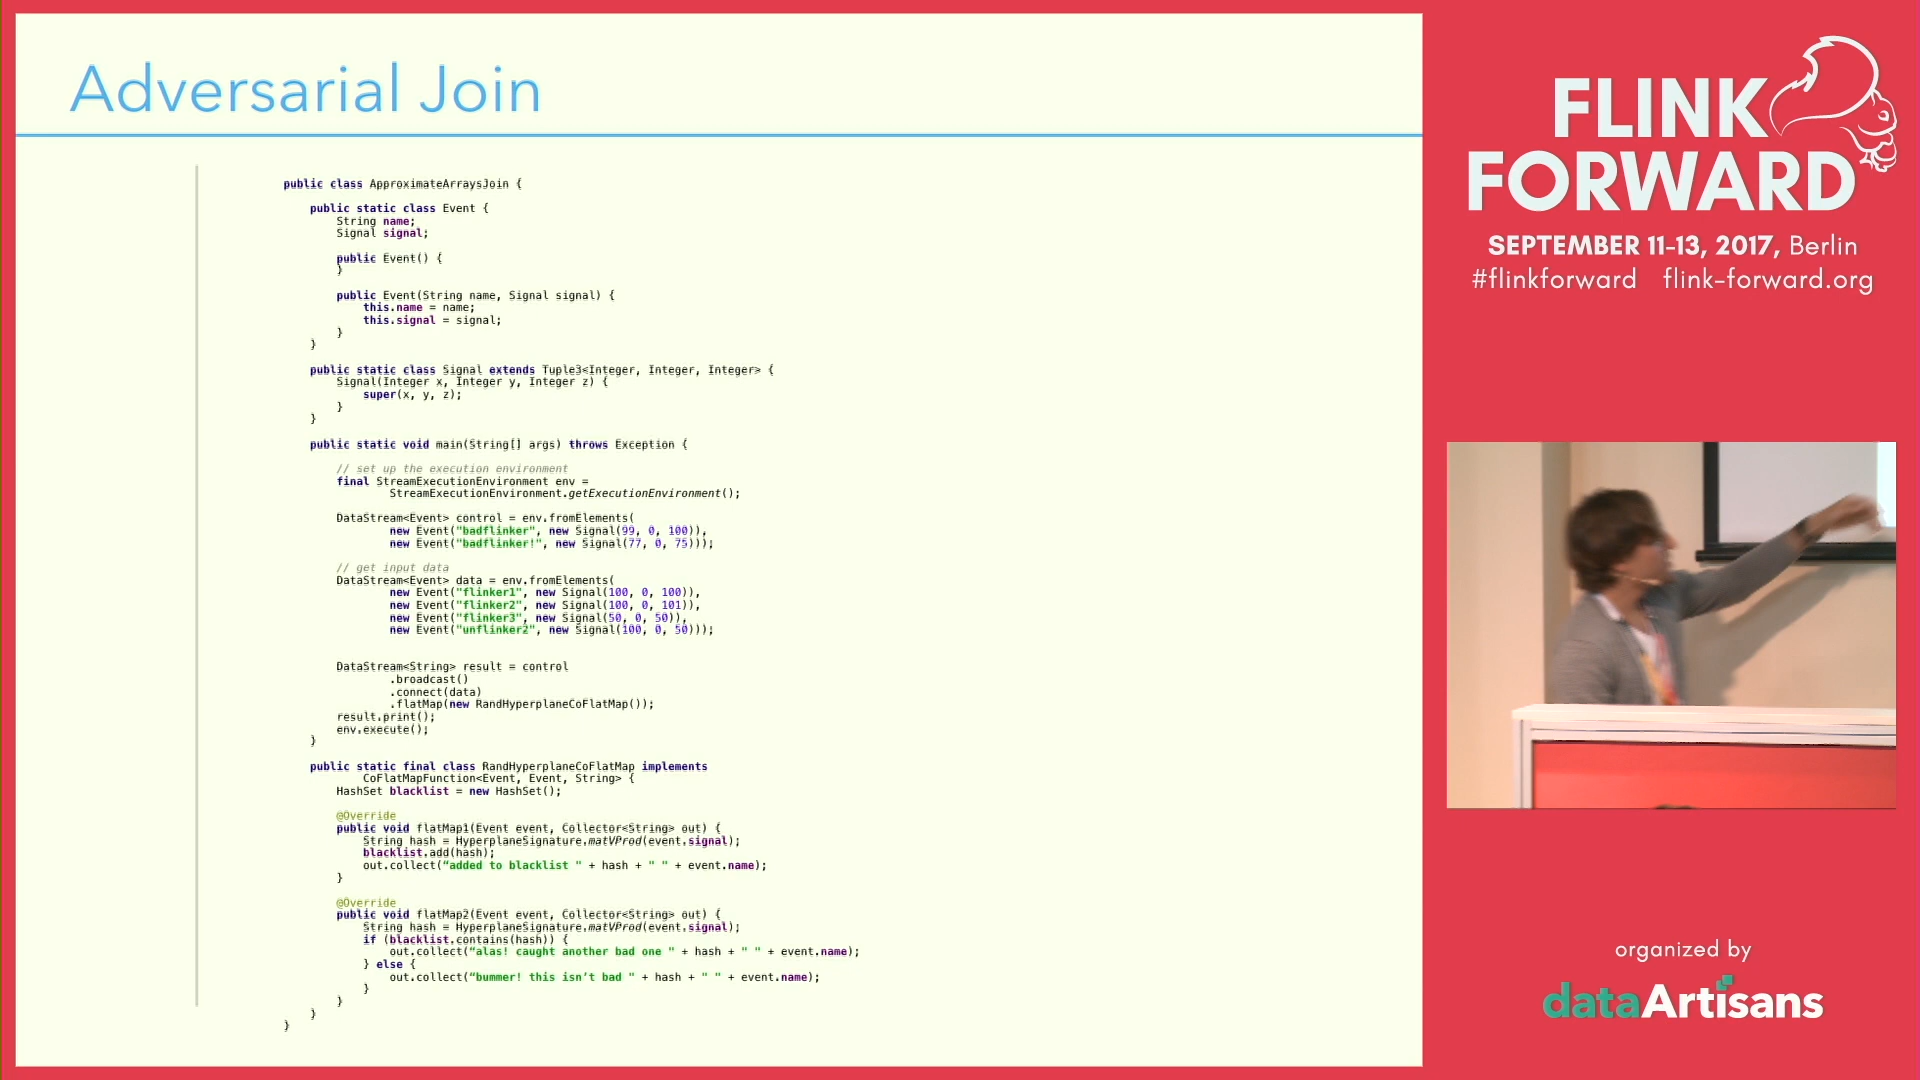 Adversarial Join
public class ApproximateArraysJoin {
public static class Event {
String name;
Signal signal;
public Event() {
}
public Event(String name, Signal signal) {
this.name = name;
this.signal = signal;
}
}
public static class Signal extends Tuple3<Integer, Integer, Integer> {
Signal(Integer x, Integer y, Integer z) {
super(x, y, z);
}
}
public static void main(String[] args) throws Exception {
// set up the execution environment
final StreamExecutionEnvironment env =
StreamExecutionEnvironment.getExecutionEnvironment();
DataStream<Event> control = env.fromElements(
new Event("badflinker", new Signal(99, 0, 100)),
new Event("badflinker!", new Signal(77, 0, 75)));
// get input data
DataStream<Event> data = env.fromElements(
new Event("flinker1", new Signal(100, 0, 100)),
new Event("flinker2", new Signal(100, 0, 101)),
new Event("flinker3", new Signal(50, 0, 50)),
new Event("unflinker2", new Signal(100, 0, 50)));
DataStream<String> result = control
.broadcast()
.connect(data)
.flatMap(new RandHyperplaneCoFlatMap());
result.print();
env.execute();
}
public static final class RandHyperplaneCoFlatMap implements
CoFlatMapFunction<Event, Event, String> {
HashSet blacklist = new HashSet();
@Override
public void flatMap1(Event event, Collector<String> out) {
String hash = HyperplaneSignature.matVProd(event.signal);
blacklist.add(hash);
out.collect("added to blacklist " + hash + " " + event.name);
}
@Override
public void flatMap2(Event event, Collector<String> out) {
String hash = HyperplaneSignature.matVProd(event.signal);
if (blacklist.contains(hash)) {
out.collect("alas! caught another bad one " + hash + " " + event.name);
} else {
out.collect("bummer! this isn't bad " + hash + " " + event.name);
}
}
}
}
FLINK
FORWARD
SEPTEMBER 11-13, 2017, Berlin
#flinkforward flink-forward.org
organized by
dataArtisans